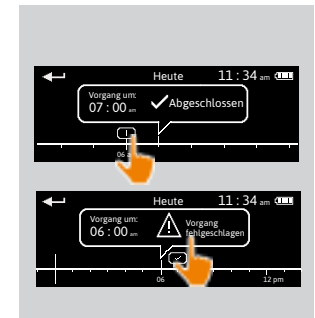 Heute 11 : 34 am
Vorgang um:
07 : 00 am Abgeschlossen
06 a
Heute 11 : 34 am
Vorgang um: Vorgang
06 : 00 am fehlgeschlagen
06 12 pm